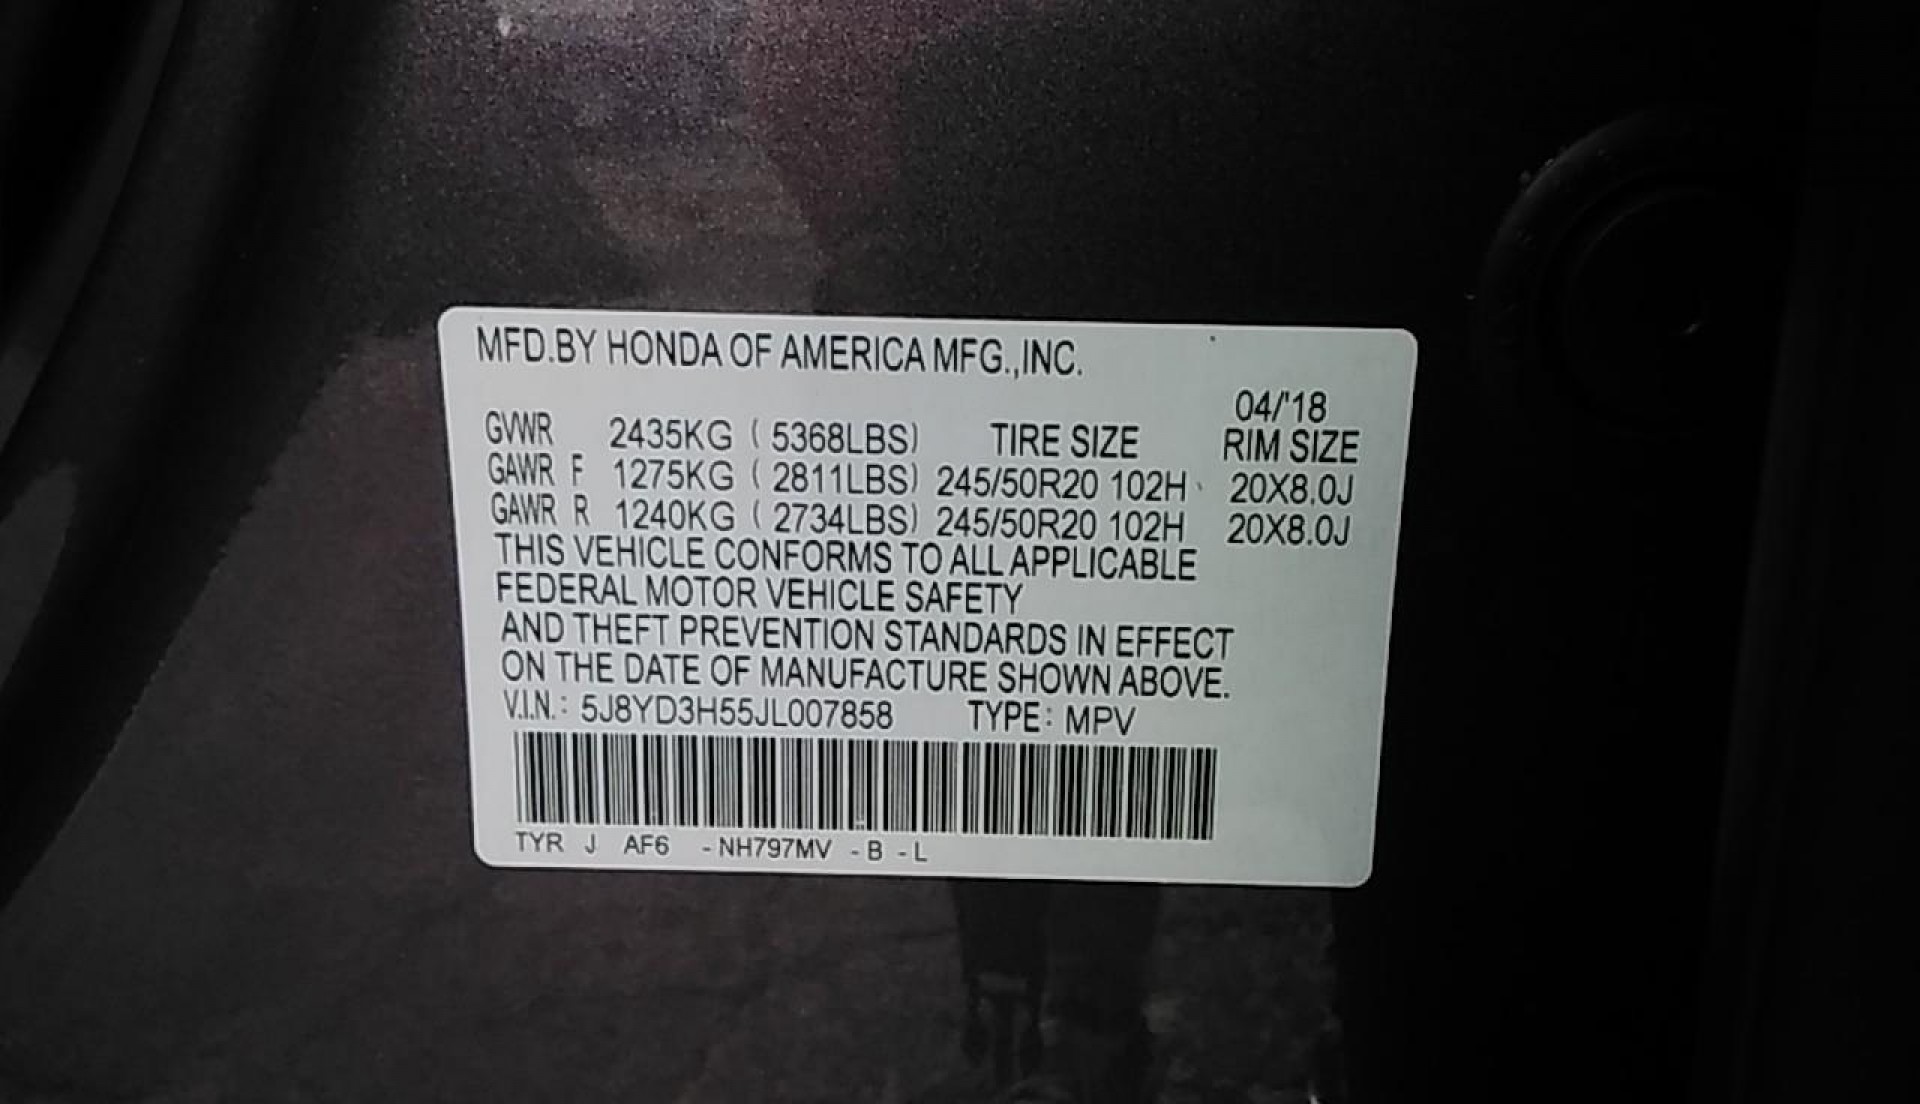 MFD.BY HONDA OF AMERICA MFG.,INC.
04/'18
GVWR 2435KG ( 5368LBS) TIRE SIZE RIM SIZE
GAWR F 1275KG ( 2811LBS) 245/50R20 102H 20X8.0J
GAWR R 1240KG ( 2734LBS) 245/50R20 102H 20X8.0J
THIS VEHICLE CONFORMS TO ALL APPLICABLE
FEDERAL MOTOR VEHICLE SAFETY
AND THEFT PREVENTION STANDARDS IN EFFECT
ON THE DATE OF MANUFACTURE SHOWN ABOVE.
V.I.N.: 5J8YD3H55JL007858 TYPE: MPV
TYR J AF6 -NH797MV -B -L